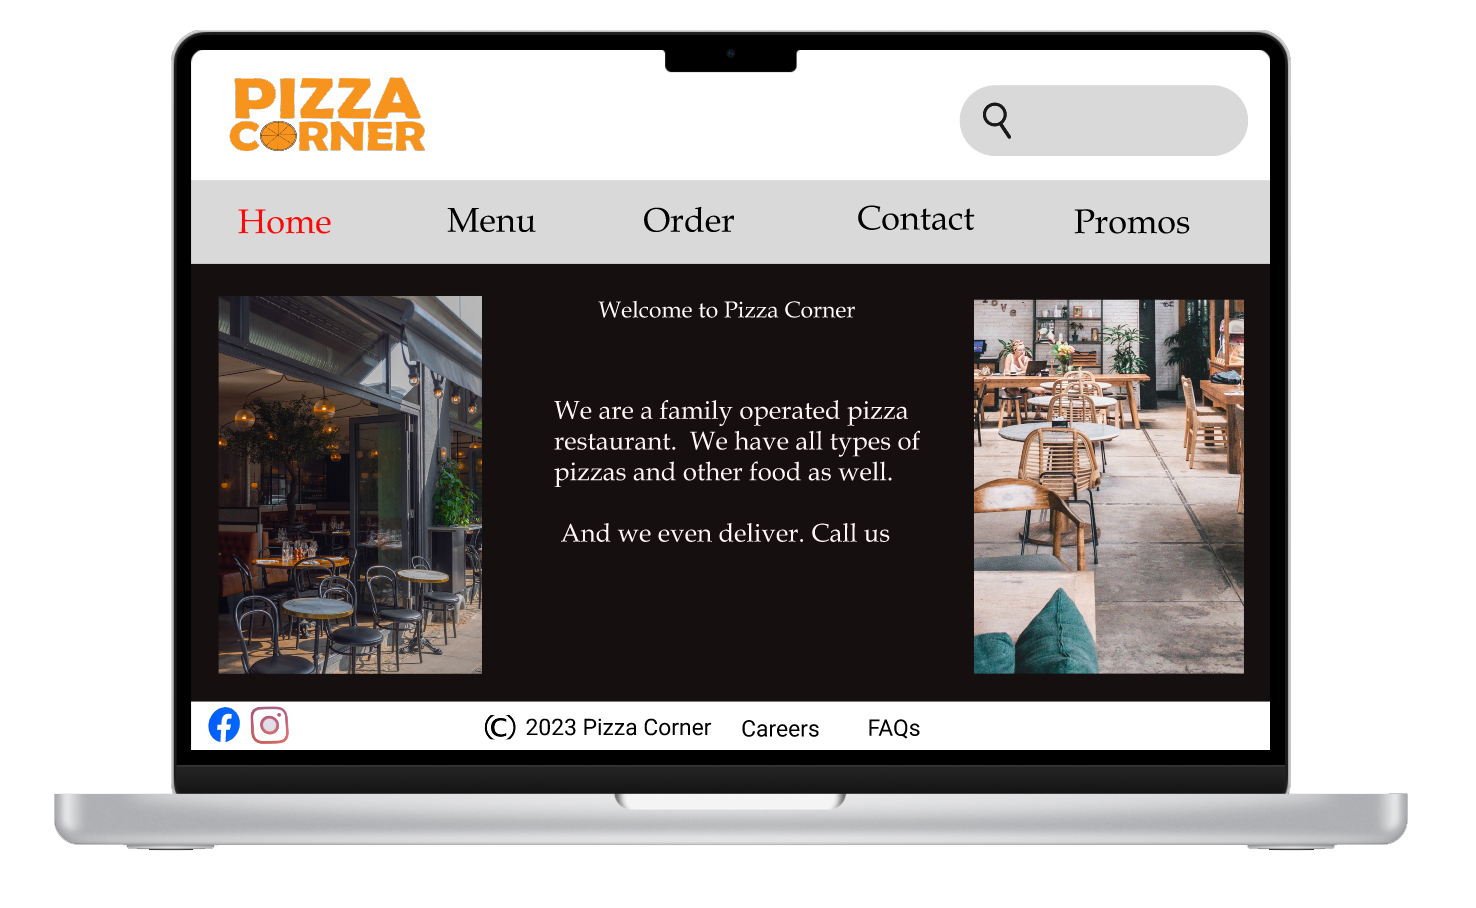 PIZZA
CORNER
Home
Menu
Order
Contact
Promos
Welcome to Pizza Corner
We are a family operated pizza
restaurant.  We have all types of
pizzas and other food as well.
And we even deliver. Call us
© 2023 Pizza Corner
Careers
FAQs